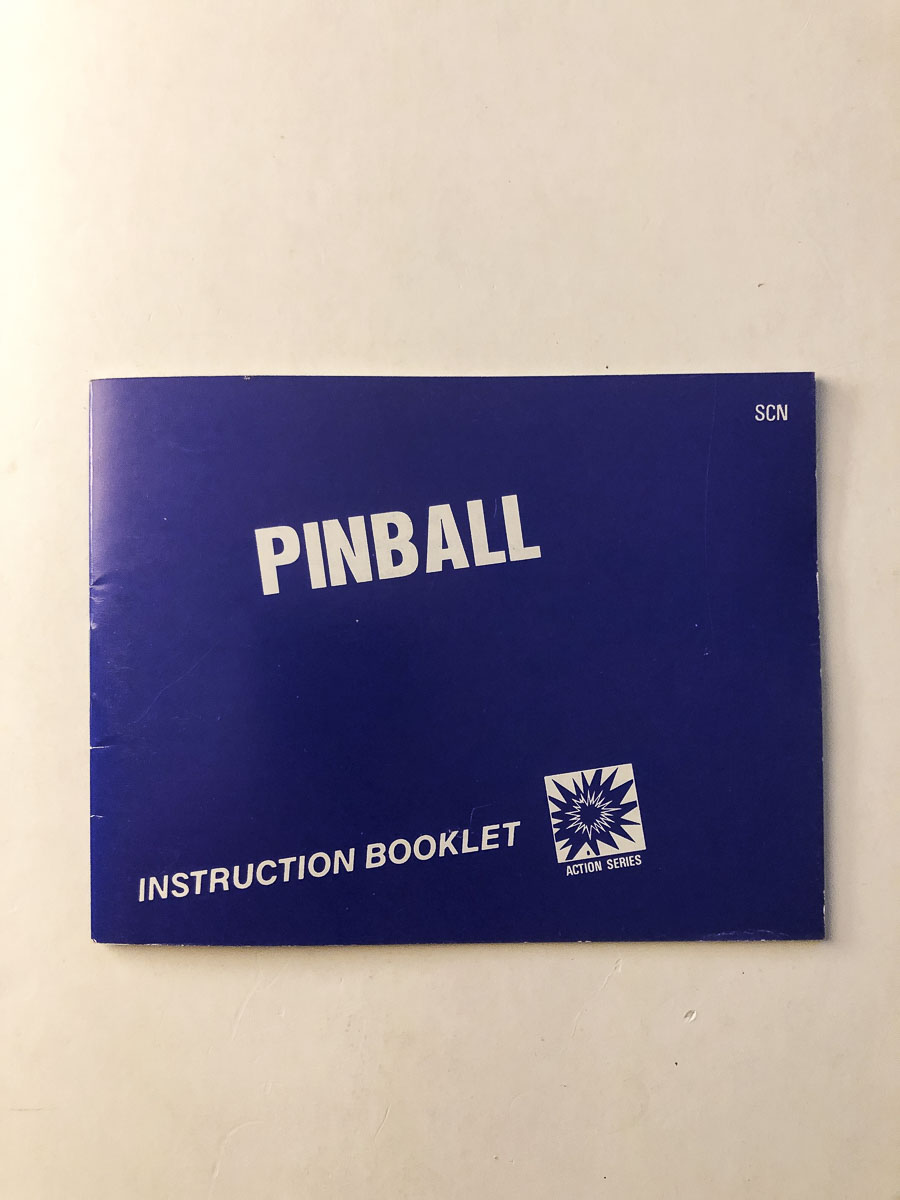 SCN
PINBALL
INSTRUCTION BOOKLET
ACTION SERIES